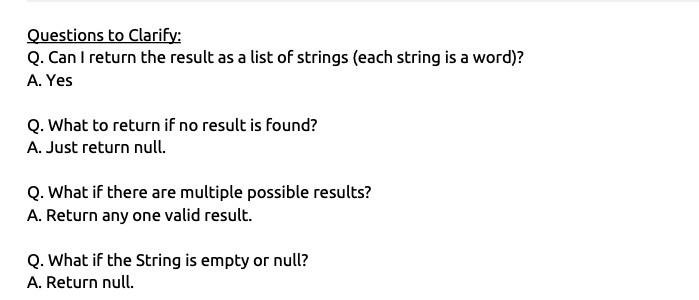 Questions to Clarify:
Q. Can I return the result as a list of strings (each string is a word)?
A. Yes
Q. What to return if no result is found?
A. Just return null.
Q. What if there are multiple possible results?
A. Return any one valid result.
Q. What if the String is empty or null?
A. Return null.